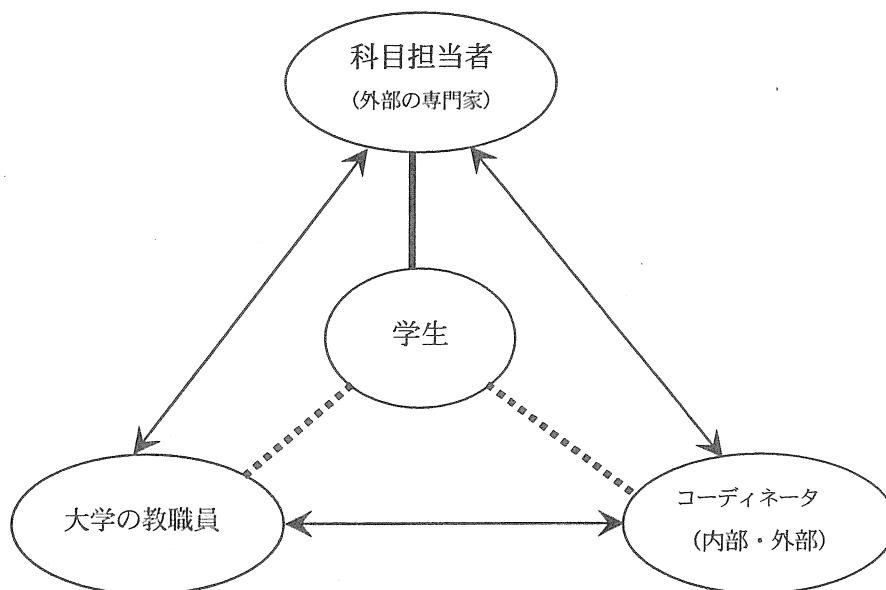 科目担当者
(外部の専門家)
学生
大学の教職員
コーディネータ
(内部・外部)